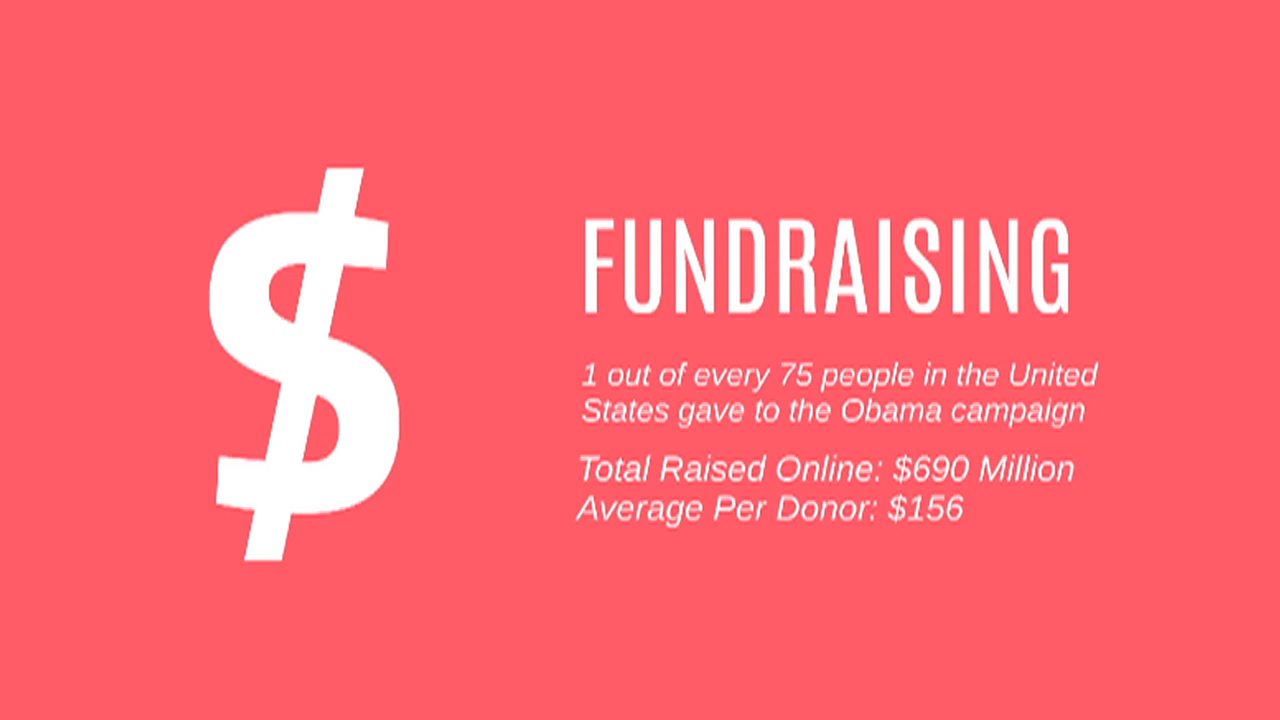 $
FUNDRAISING
1 out of every 75 people in the United
States gave to the Obama campaign
Total Raised Online: $690 Million
Average Per Donor: $156